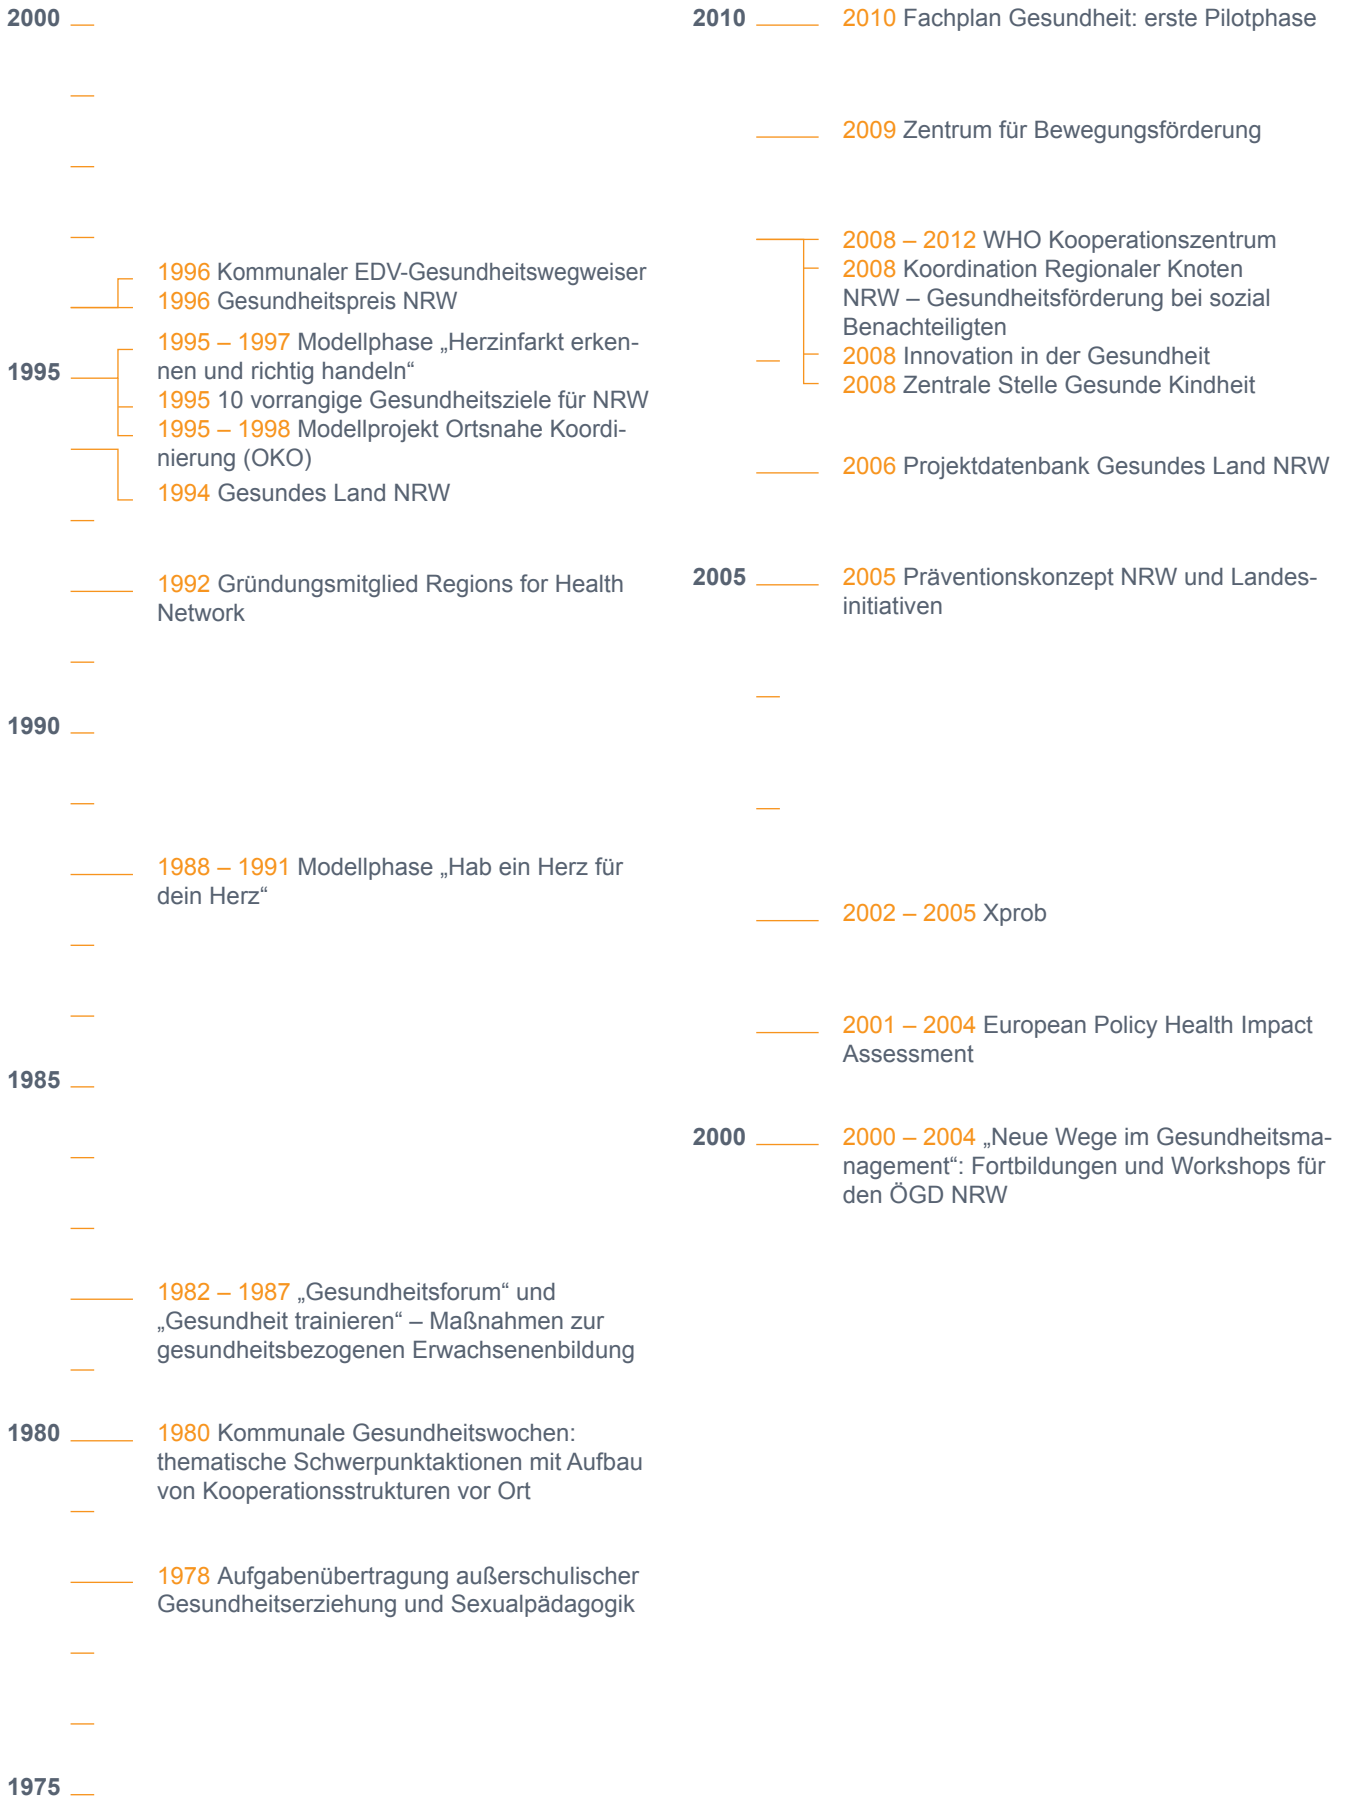 2000
1996 Kommunaler EDV-Gesundheitswegweiser
1996 Gesundheitspreis NRW
1995 – 1997 Modellphase „Herzinfarkt erken-
1995
nen und richtig handeln“
1995 10 vorrangige Gesundheitsziele für NRW
1995 – 1998 Modellprojekt Ortsnahe Koordi-
nierung (OKO)
1994 Gesundes Land NRW
1992 Gründungsmitglied Regions for Health
Network
1990
1988 – 1991 Modellphase „Hab ein Herz für
dein Herz“
1985
1982 – 1987 „Gesundheitsforum“ und
„Gesundheit trainieren“ – Maßnahmen zur
gesundheitsbezogenen Erwachsenenbildung
1980
1980 Kommunale Gesundheitswochen:
thematische Schwerpunktaktionen mit Aufbau
von Kooperationsstrukturen vor Ort
1978 Aufgabenübertragung außerschulischer
Gesundheitserziehung und Sexualpädagogik
1975
2010
2010 Fachplan Gesundheit: erste Pilotphase
2009 Zentrum für Bewegungsförderung
2008 – 2012 WHO Kooperationszentrum
2008 Koordination Regionaler Knoten
NRW – Gesundheitsförderung bei sozial
Benachteiligten
2008 Innovation in der Gesundheit
2008 Zentrale Stelle Gesunde Kindheit
2006 Projektdatenbank Gesundes Land NRW
2005
2005 Präventionskonzept NRW und Landes-
initiativen
2002 – 2005 Xprob
2001 – 2004 European Policy Health Impact
Assessment
2000
2000 – 2004 „Neue Wege im Gesundheitsma-
nagement“: Fortbildungen und Workshops für
den ÖGD NRW